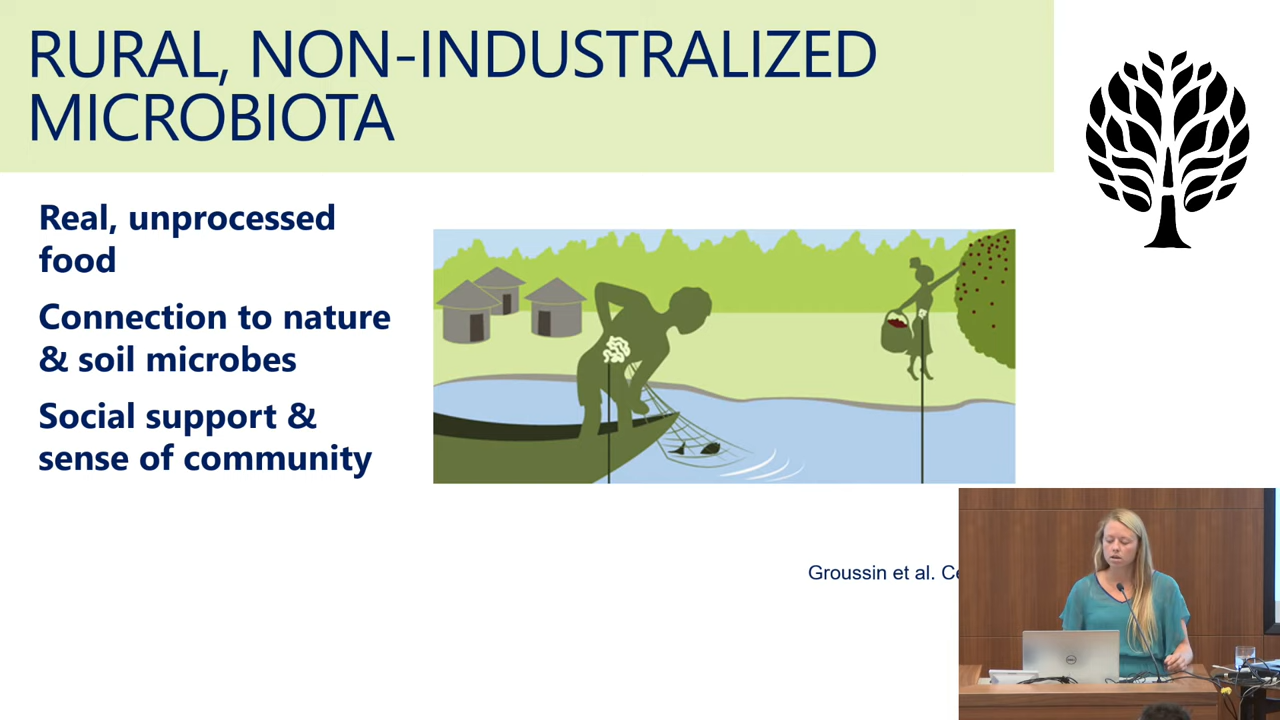 RURAL, NON-INDUSTRALIZED
MICROBIOTA
Real, unprocessed
food
Connection to nature
& soil microbes
Social support &
sense of community
Groussin et al.